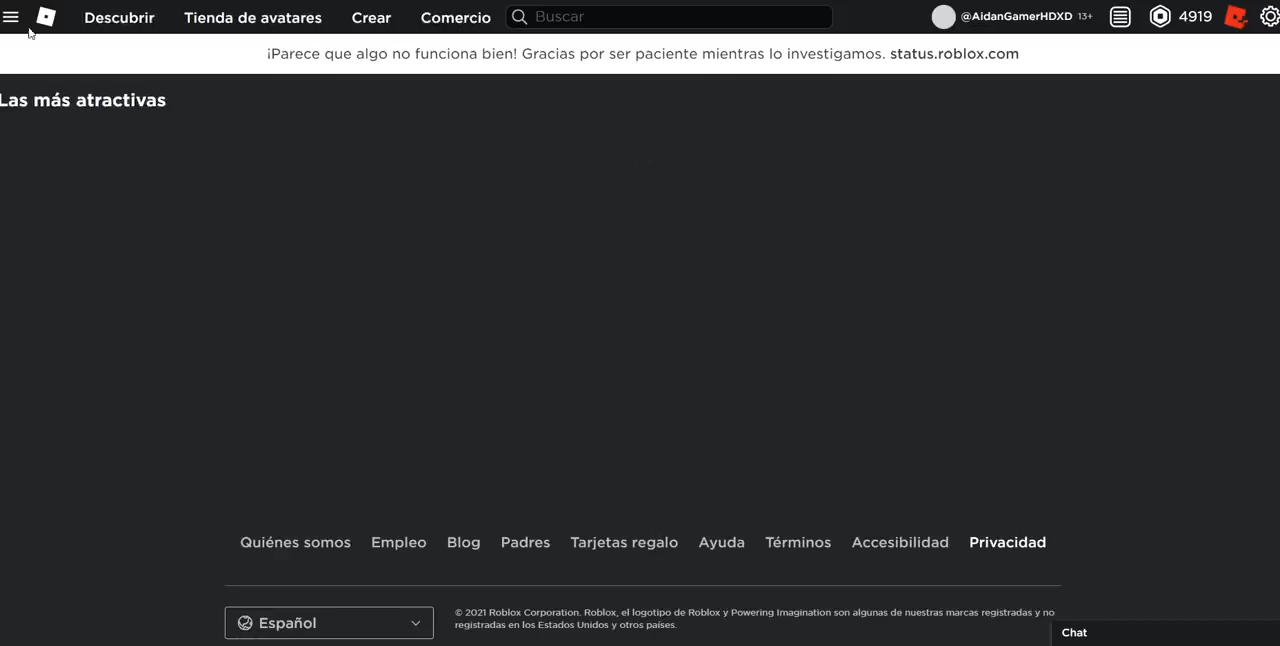 Descubrir Tienda de avatares Crear Comercio Buscar @AidanGamerHDXD 13+ 4919
¡Parece que algo no funciona bien! Gracias por ser paciente mientras lo investigamos. status.roblox.com
Las más atractivas
Quiénes somos Empleo Blog Padres Tarjetas regalo Ayuda Términos Accesibilidad Privacidad
Español
© 2021 Roblox Corporation. Roblox, el logotipo de Roblox y Powering Imagination son algunas de nuestras marcas registradas y no
registradas en los Estados Unidos y otros países.
Chat